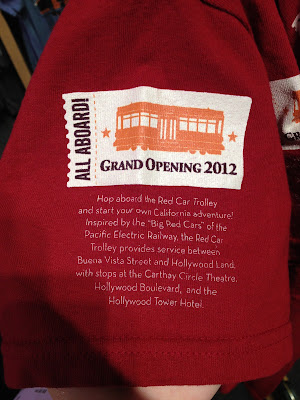 ALL ABOARD!
GRAND OPENING 2012
Hop aboard the Red Car Trolley
and start your own California adventure!
Inspired by the "Big Red Cars" of the
Pacific Electric Railway, the Red Car
Trolley provides service between
Buena Vista Street and Hollywood Land,
with stops at the Carthay Circle Theatre,
Hollywood Boulevard, and the
Hollywood Tower Hotel.